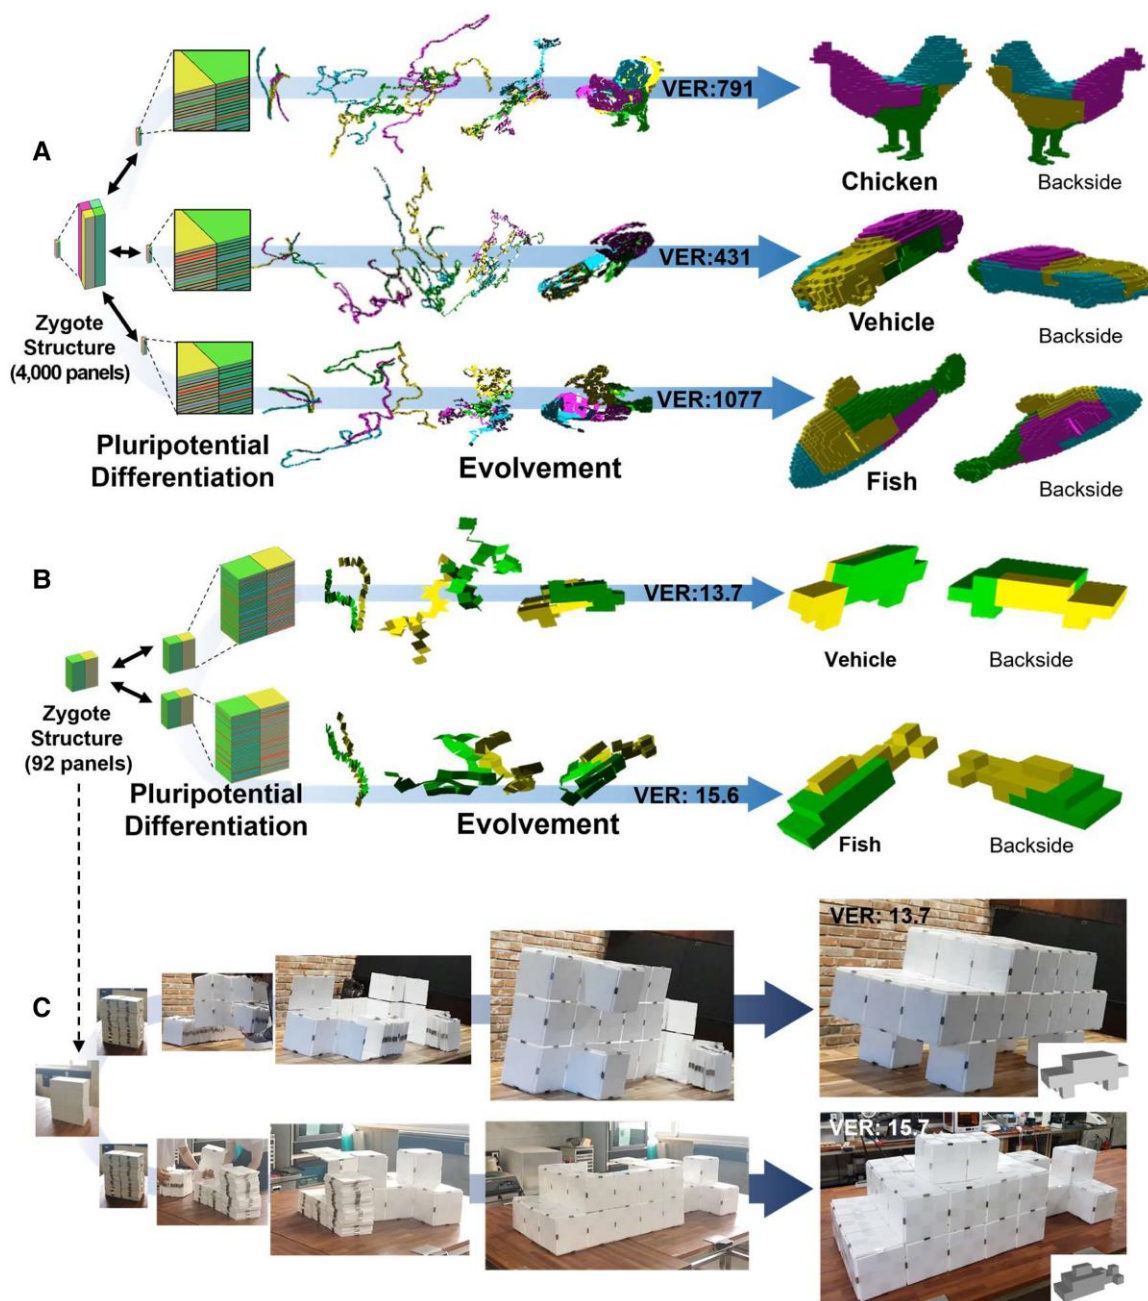 A
VER:791
Chicken
Backside
VER:431
Vehicle
Backside
Zygote
Structure
(4,000 panels)
VER:1077
Fish
Backside
Pluripotential
Differentiation
Evolvement
B
VER:13.7
Vehicle
Backside
Zygote
Structure
(92 panels)
VER: 15.6
Fish
Backside
Pluripotential
Differentiation
Evolvement
C
VER: 13.7
VER: 15.7